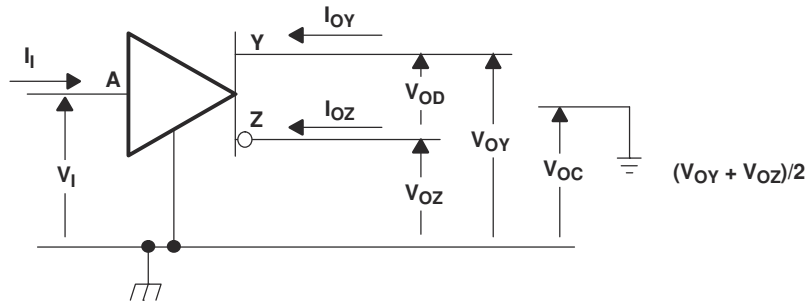 I_OY
I_I
A
Y
V_OD
Z
I_OZ
V_OY
V_I
V_OZ
V_OC
(V_OY + V_OZ)/2